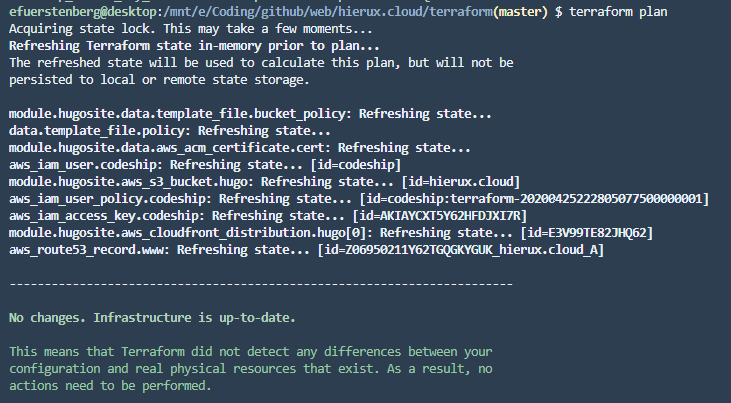 efuerstenberg@desktop:/mnt/e/Coding/github/web/hierux.cloud/terraform(master) $ terraform plan
Acquiring state lock. This may take a few moments...
Refreshing Terraform state in-memory prior to plan...
The refreshed state will be used to calculate this plan, but will not be
persisted to local or remote state storage.

module.hugosite.data.template_file.bucket_policy: Refreshing state...
data.template_file.policy: Refreshing state...
module.hugosite.data.aws_acm_certificate.cert: Refreshing state...
aws_iam_user.codeship: Refreshing state... [id=codeship]
module.hugosite.aws_s3_bucket.hugo: Refreshing state... [id=hierux.cloud]
aws_iam_user_policy.codeship: Refreshing state... [id=codeship:terraform-20200425222805077500000001]
aws_iam_access_key.codeship: Refreshing state... [id=AKIAYCXT5Y62HFDJXI7R]
module.hugosite.aws_cloudfront_distribution.hugo[0]: Refreshing state... [id=E3V99TE82JHQ62]
aws_route53_record.www: Refreshing state... [id=Z06950211Y62TGQGKYGUK_hierux.cloud_A]

------------------------------------------------------------------------

No changes. Infrastructure is up-to-date.

This means that Terraform did not detect any differences between your
configuration and real physical resources that exist. As a result, no
actions need to be performed.